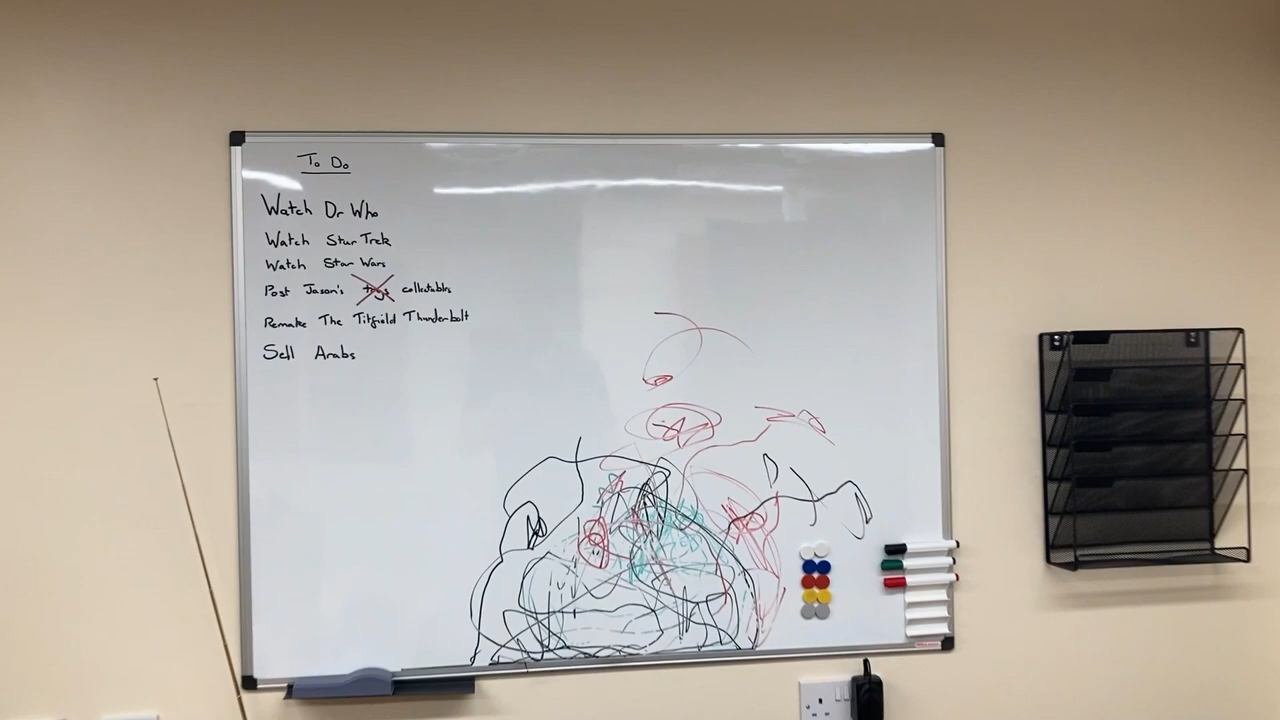 To Do
Watch Dr Who
Watch Star Trek
Watch Star Wars
Post Jason's toys collectables
Remake The Titfield Thunderbolt
Sell Arabs